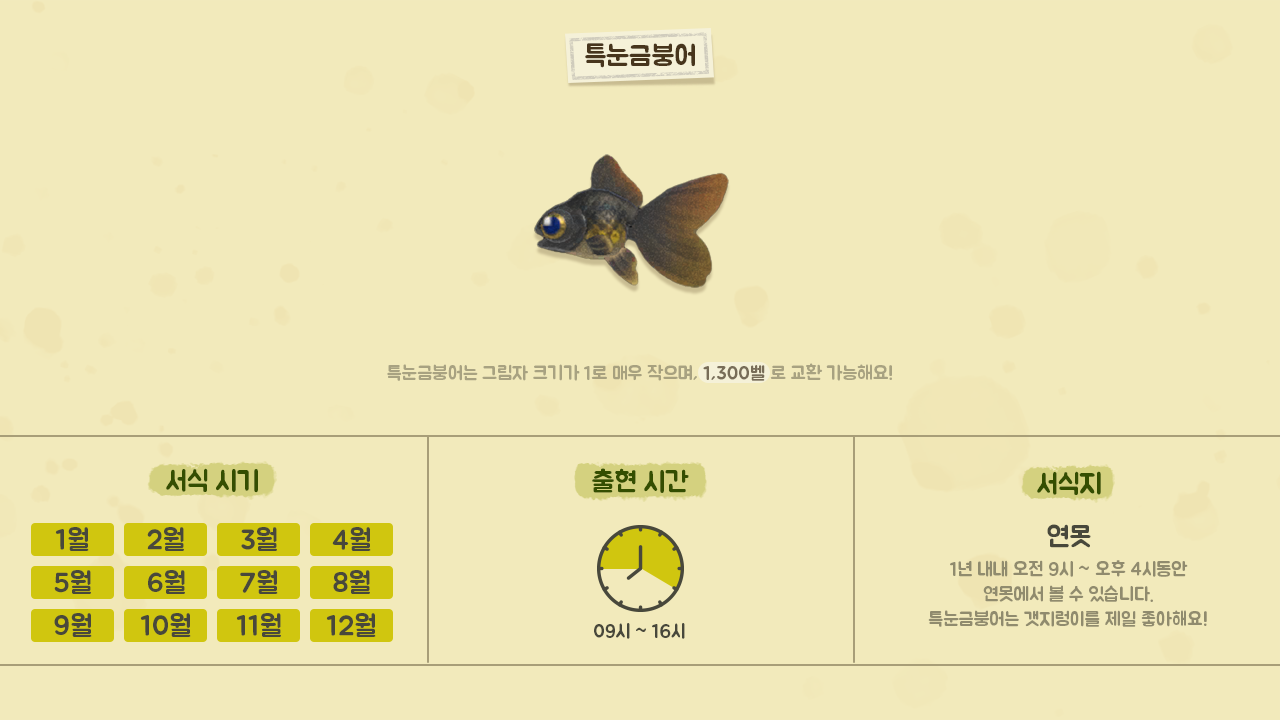 특눈금붕어
특눈금붕어는 그림자 크기가 1로 매우 작으며, 1,300벨 로 교환 가능해요!
서식 시기
1월 2월 3월 4월
5월 6월 7월 8월
9월 10월 11월 12월
출현 시간
09시 ~ 16시
서식지
연못
1년 내내 오전 9시 ~ 오후 4시동안
연못에서 볼 수 있습니다.
특눈금붕어는 갯지렁이를 제일 좋아해요!